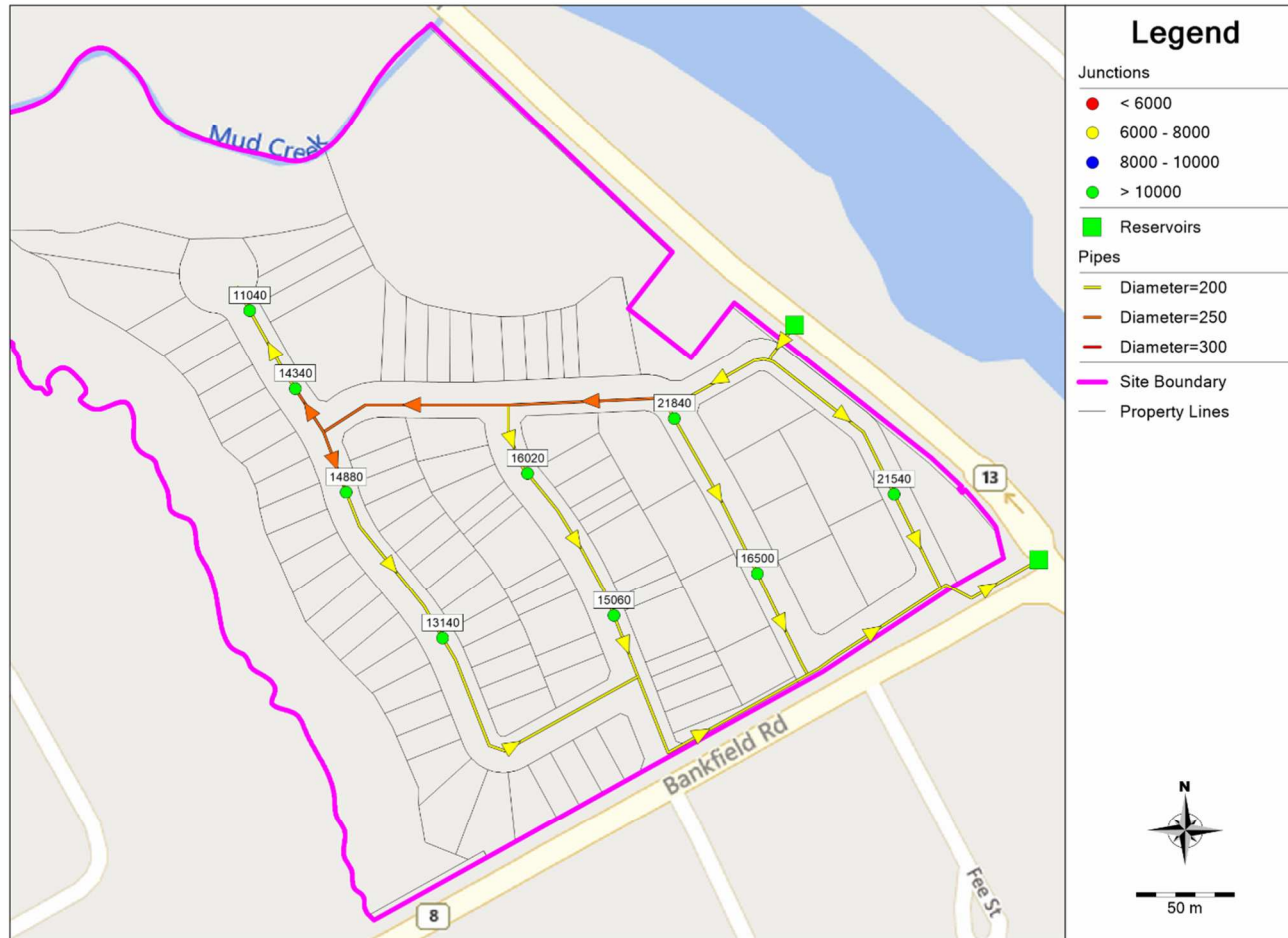 Mud Creek
11040
14340
21840
14880
16020
21540
13
16500
15060
13140
Bankfield Rd
8
Fee St
Legend
Junctions
< 6000
6000 - 8000
8000 - 10000
> 10000
Reservoirs
Pipes
Diameter=200
Diameter=250
Diameter=300
Site Boundary
Property Lines
N
50 m